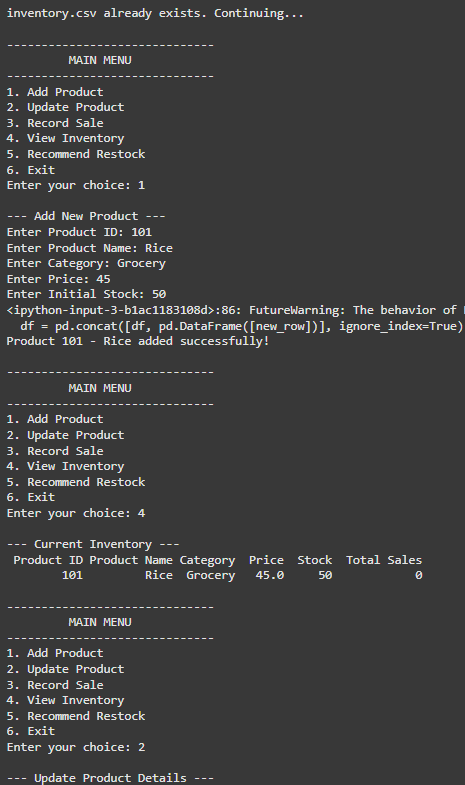 inventory.csv already exists. Continuing...
------------------------------
MAIN MENU
------------------------------
1. Add Product
2. Update Product
3. Record Sale
4. View Inventory
5. Recommend Restock
6. Exit
Enter your choice: 1
--- Add New Product ---
Enter Product ID: 101
Enter Product Name: Rice
Enter Category: Grocery
Enter Price: 45
Enter Initial Stock: 50
<ipython-input-3-b1ac1183108d>:86: FutureWarning: The behavior of
df = pd.concat([df, pd.DataFrame([new_row])], ignore_index=True)
Product 101 - Rice added successfully!
------------------------------
MAIN MENU
------------------------------
1. Add Product
2. Update Product
3. Record Sale
4. View Inventory
5. Recommend Restock
6. Exit
Enter your choice: 4
--- Current Inventory ---
Product ID Product Name Category Price Stock Total Sales
101 Rice Grocery 45.0 50 0
------------------------------
MAIN MENU
------------------------------
1. Add Product
2. Update Product
3. Record Sale
4. View Inventory
5. Recommend Restock
6. Exit
Enter your choice: 2
--- Update Product Details ---